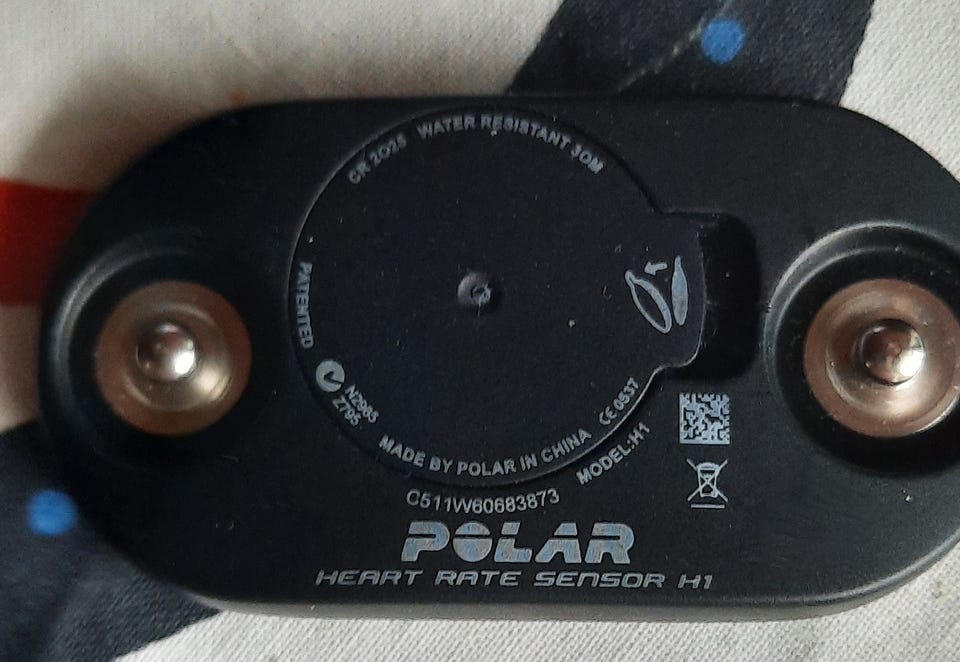 CR 2025 WATER RESISTANT 30M
PATENTED
N2965
Z785
MADE BY POLAR IN CHINA
CE 0537
MODEL:H1
C511W60683873
POLAR
HEART RATE SENSOR H1